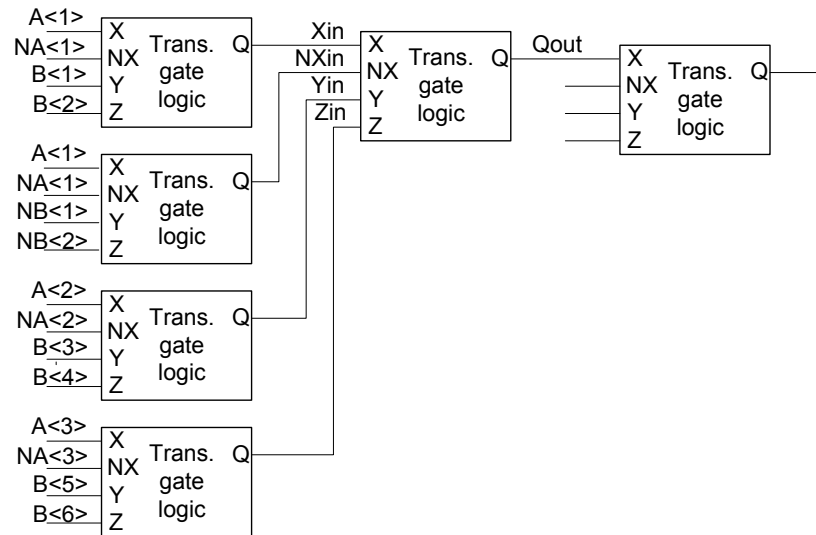 A<1>
NA<1>
B<1>
B<2>
X
NX
Y
Z
Trans.
gate
logic
Q
A<1>
NA<1>
NB<1>
NB<2>
X
NX
Y
Z
Trans.
gate
logic
Q
A<2>
NA<2>
B<3>
B<4>
X
NX
Y
Z
Trans.
gate
logic
Q
A<3>
NA<3>
B<5>
B<6>
X
NX
Y
Z
Trans.
gate
logic
Q
Xin
NXin
Yin
Zin
X
NX
Y
Z
Trans.
gate
logic
Q
Qout
X
NX
Y
Z
Trans.
gate
logic
Q